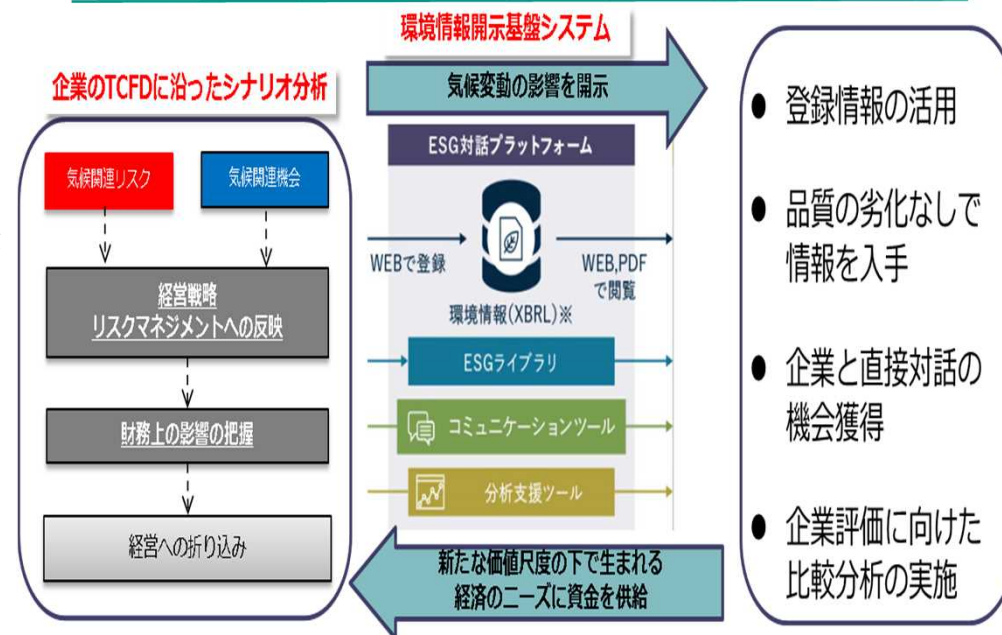 環境情報開示基盤システム
企業のTCFDに沿ったシナリオ分析
気候変動の影響を開示
気候関連リスク
気候関連機会
経営戦略
リスクマネジメントへの反映
財務上の影響の把握
経営への折り込み
ESG対話プラットフォーム
WEBで登録
WEB,PDF
で閲覧
環境情報(XBRL)※
ESGライブラリ
コミュニケーションツール
分析支援ツール
新たな価値尺度の下で生まれる
経済のニーズに資金を供給
● 登録情報の活用
● 品質の劣化なしで
情報を入手
● 企業と直接対話の
機会獲得
● 企業評価に向けた
比較分析の実施